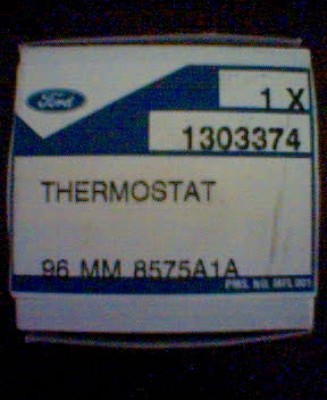 Ford
1 X
1303374
THERMOSTAT
96 MM 8575A1A